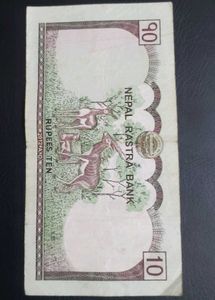 NEPAL RASTRA BANK
१०
10
RUPEES TEN